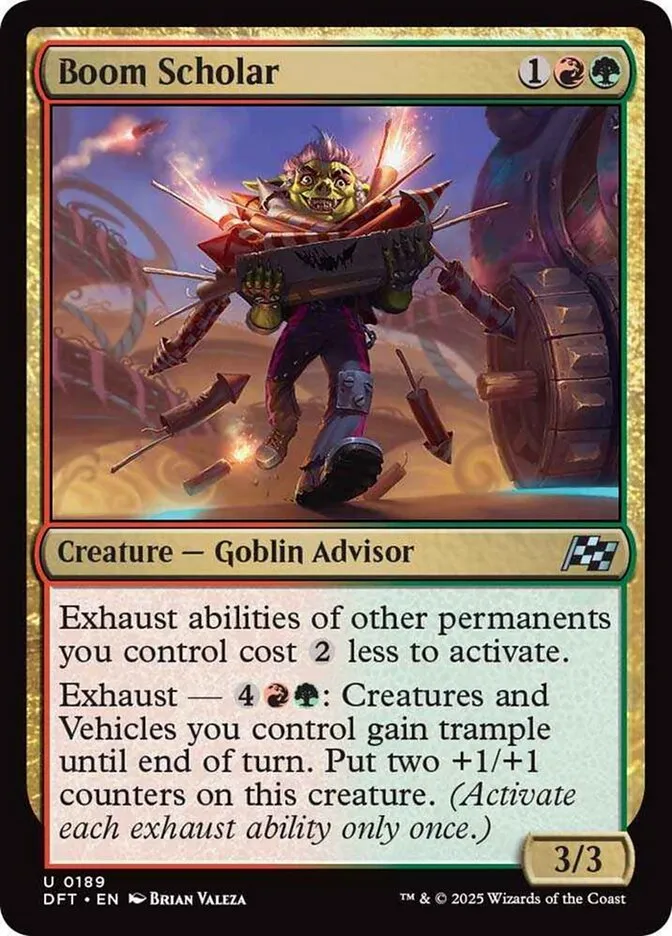 Boom Scholar 1
Creature — Goblin Advisor
Exhaust abilities of other permanents
you control cost 2 less to activate.
Exhaust — 4: Creatures and
Vehicles you control gain trample
until end of turn. Put two +1/+1
counters on this creature. (Activate
each exhaust ability only once.)
3/3
U 0189
DFT • EN Brian Valeza
™ & © 2025 Wizards of the Coast